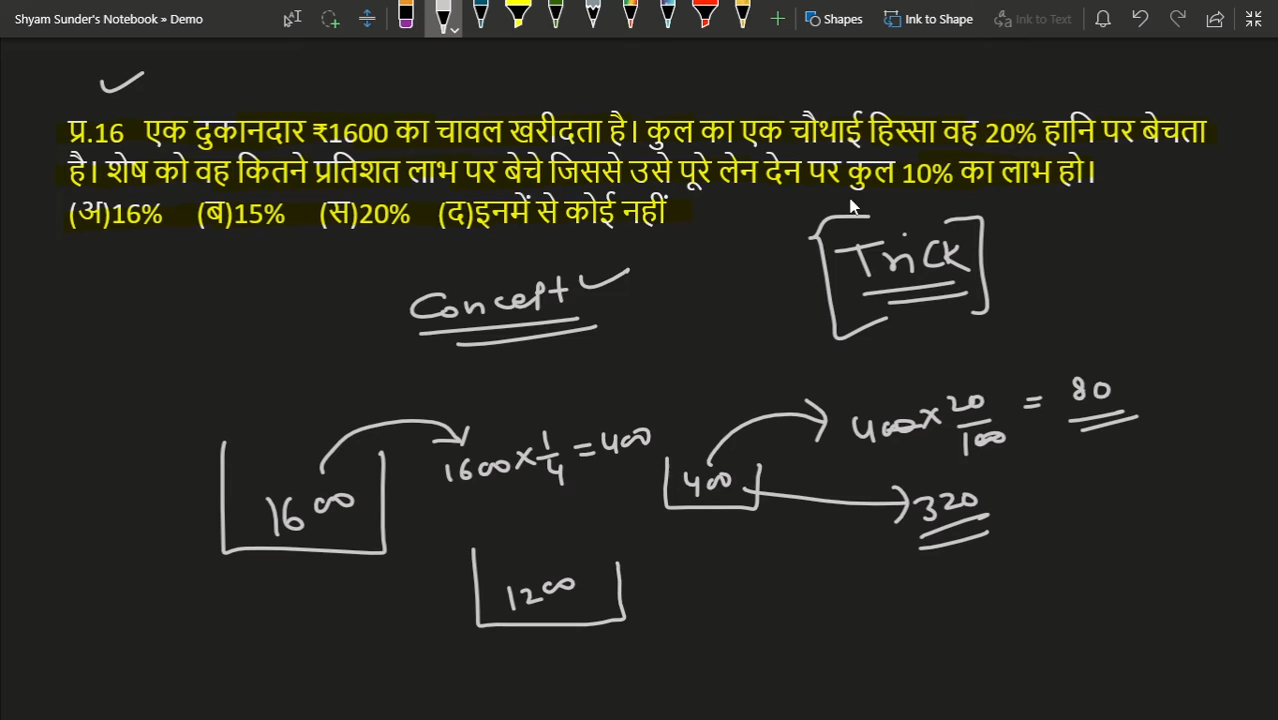 Shyam Sunder's Notebook » Demo
Shapes
Ink to Shape
Ink to Text
प्र.16 एक दुकानदार ₹1600 का चावल खरीदता है। कुल का एक चौथाई हिस्सा वह 20% हानि पर बेचता
है। शेष को वह कितने प्रतिशत लाभ पर बेचे जिससे उसे पूरे लेन देन पर कुल 10% का लाभ हो।
(अ)16% (ब)15% (स)20% (द)इनमें से कोई नहीं
Trick
Concept
400×20/100 = 80
1600×1/4=400
400
1600
320
1200